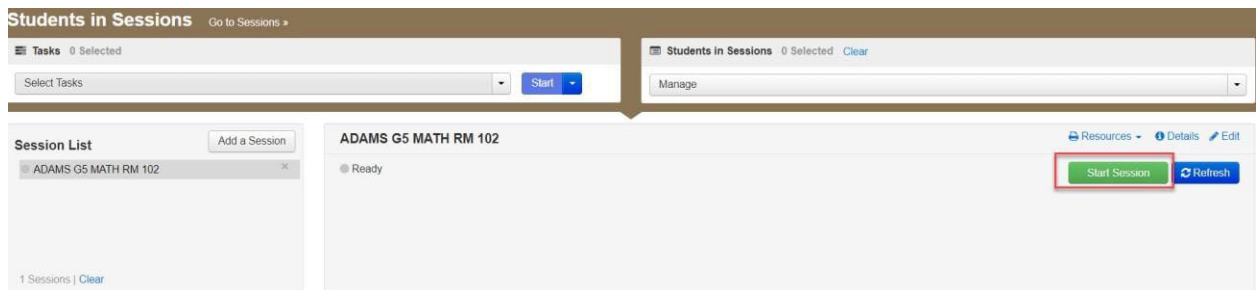 Students in Sessions Go to Sessions »
Tasks 0 Selected
Select Tasks
Start
Students in Sessions 0 Selected Clear
Manage
Session List
Add a Session
ADAMS G5 MATH RM 102 ×
1 Sessions | Clear
ADAMS G5 MATH RM 102
Resources Details Edit
Ready
Start Session
Refresh